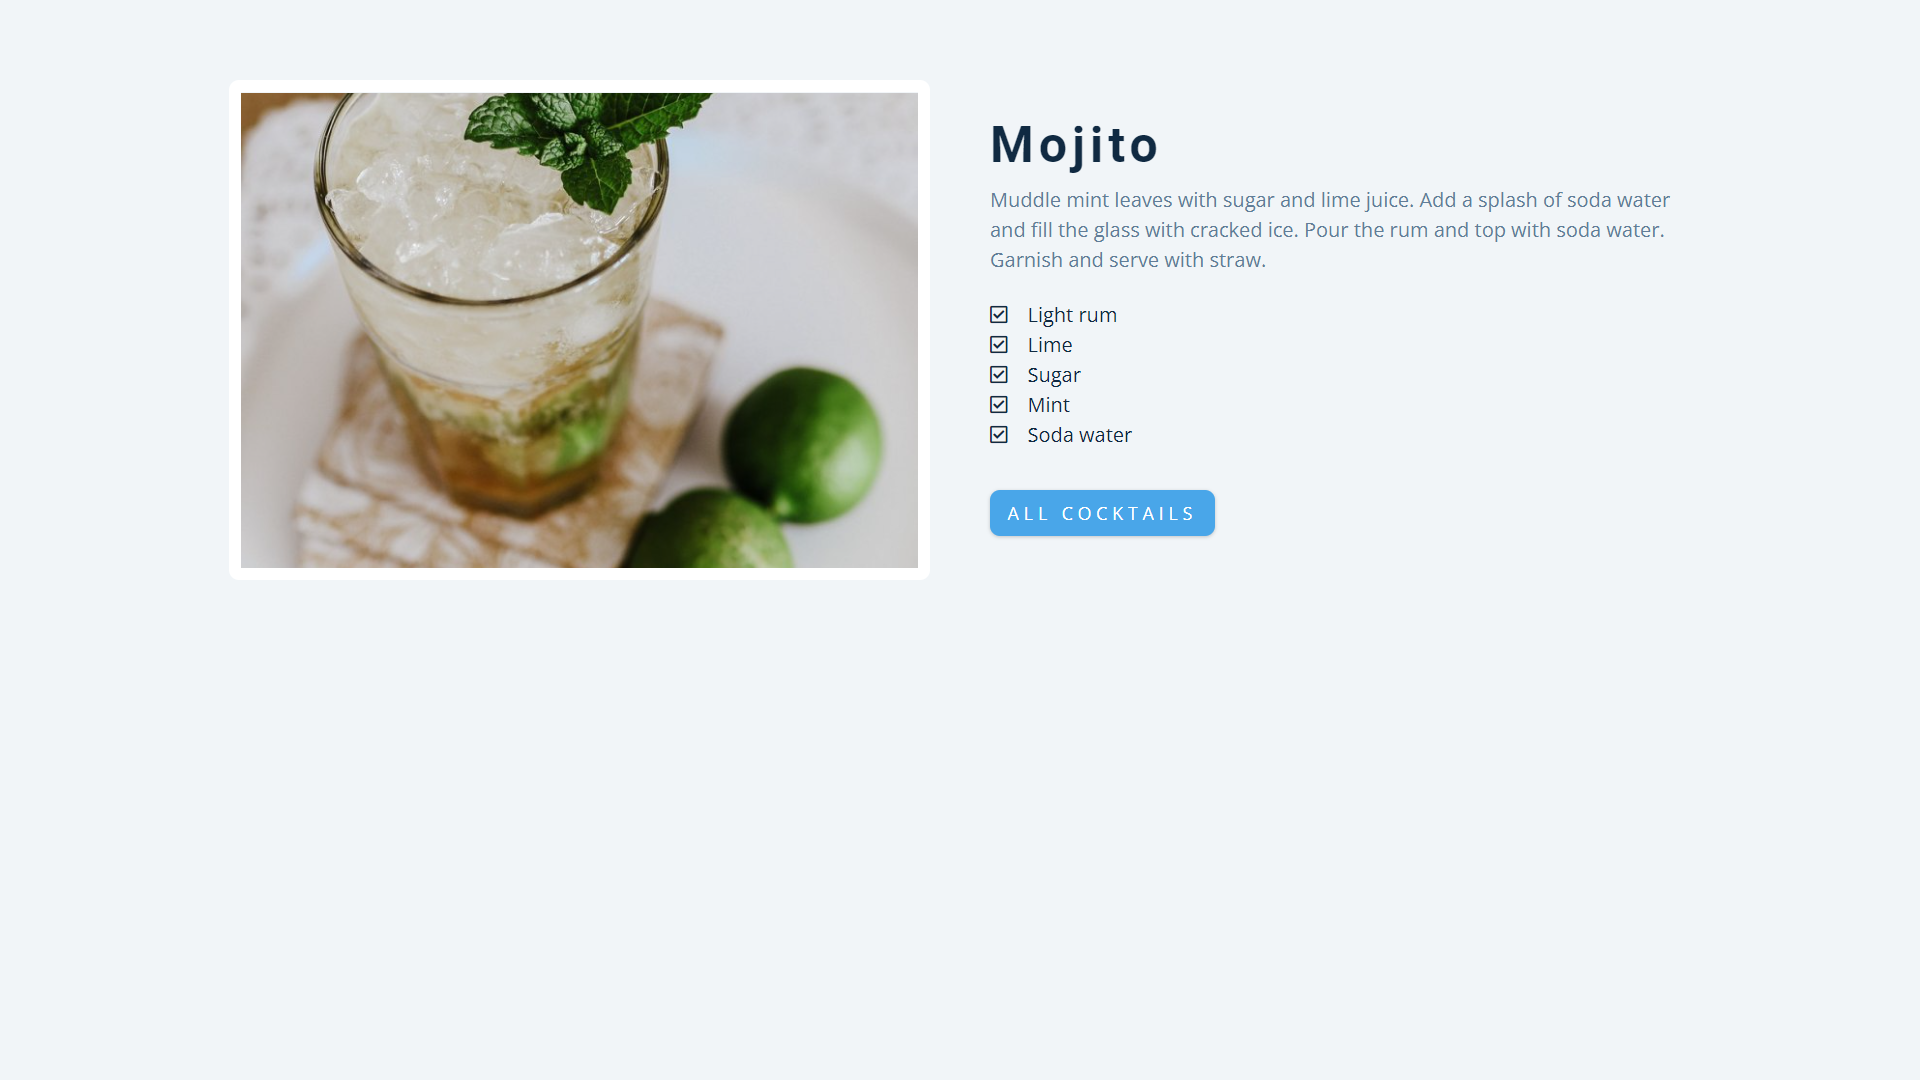 Mojito
Muddle mint leaves with sugar and lime juice. Add a splash of soda water
and fill the glass with cracked ice. Pour the rum and top with soda water.
Garnish and serve with straw.
Light rum
Lime
Sugar
Mint
Soda water
ALL COCKTAILS